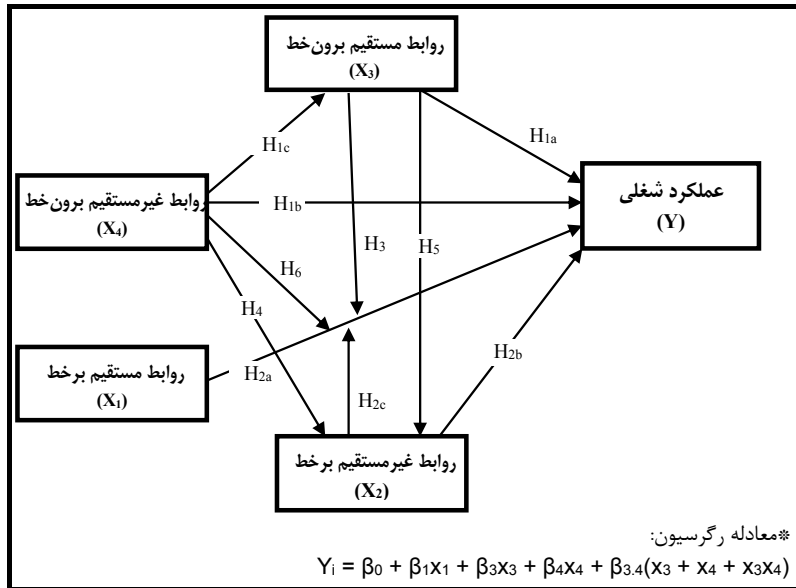 روابط مستقیم برون‌خط
(X₃)
H₁c
H₁a
روابط غیرمستقیم برون‌خط
(X₄)
H₁b
عملکرد شغلی
(Y)
H₃
H₅
H₆
H₄
روابط مستقیم برخط
(X₁)
H₂a
H₂b
H₂c
روابط غیرمستقیم برخط
(X₂)
*معادله رگرسیون:
Yᵢ = β₀ + β₁x₁ + β₃x₃ + β₄x₄ + β₃.₄(x₃ + x₄ + x₃x₄)